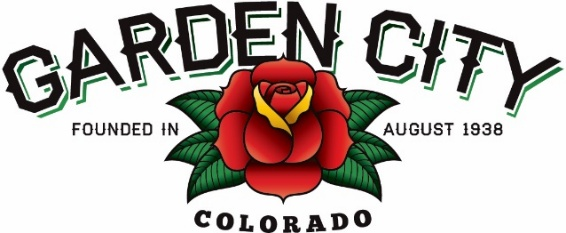 GARDEN CITY
FOUNDED IN AUGUST 1938
COLORADO